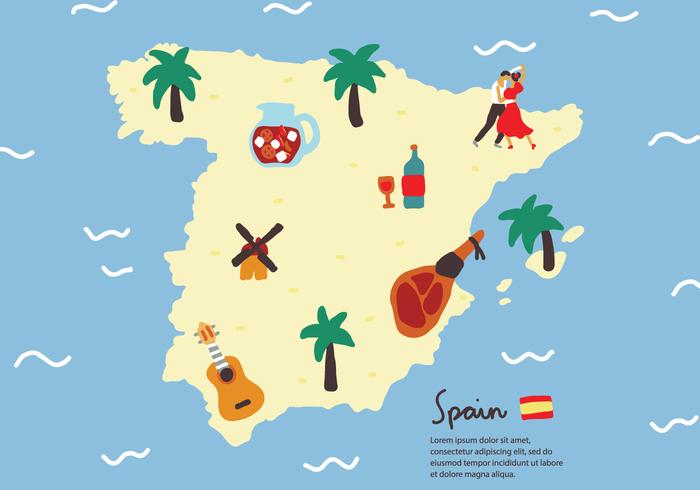 Spain
Lorem ipsum dolor sit amet,
consectetur adipiscing elit, sed do
eiusmod tempor incididunt ut labore et
dolore magna aliqua.